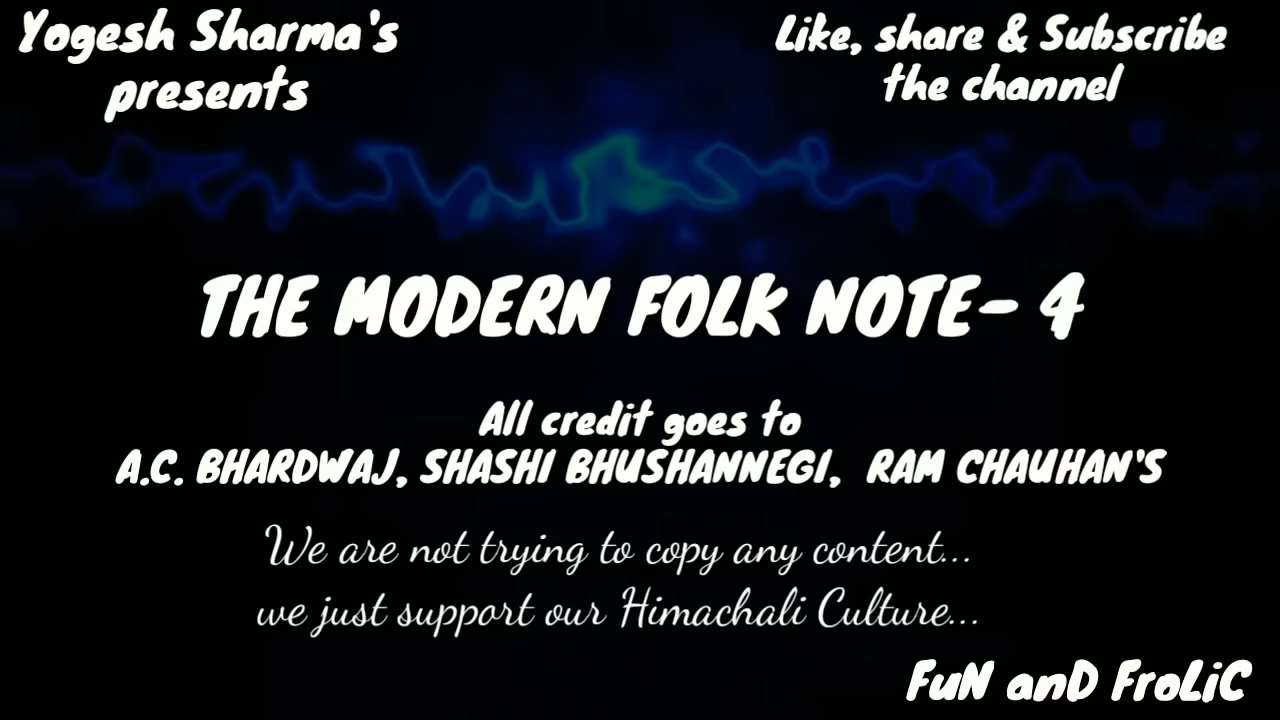 Yogesh Sharma's
presents
Like, share & Subscribe
the channel
THE MODERN FOLK NOTE- 4
All credit goes to
A.C. BHARDWAJ, SHASHI BHUSHANNEGI,  RAM CHAUHAN'S
We are not trying to copy any content...
we just support our Himachali Culture...
FuN anD FroLiC